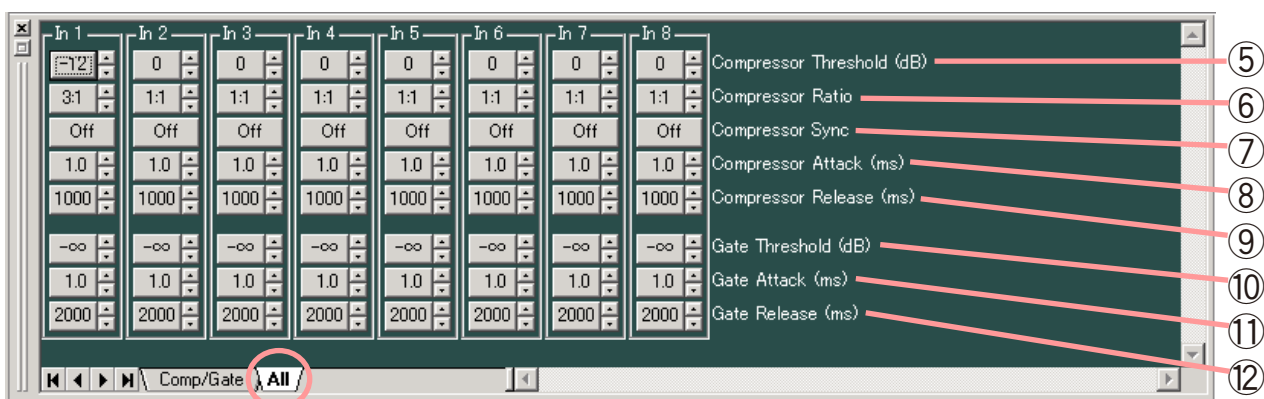 In 1 In 2 In 3 In 4 In 5 In 6 In 7 In 8
-12 0 0 0 0 0 0 0 Compressor Threshold (dB) ⑤
3:1 1:1 1:1 1:1 1:1 1:1 1:1 1:1 Compressor Ratio ⑥
Off Off Off Off Off Off Off Off Compressor Sync ⑦
1.0 1.0 1.0 1.0 1.0 1.0 1.0 1.0 Compressor Attack (ms) ⑧
1000 1000 1000 1000 1000 1000 1000 1000 Compressor Release (ms) ⑨
-∞ -∞ -∞ -∞ -∞ -∞ -∞ -∞ Gate Threshold (dB) ⑩
1.0 1.0 1.0 1.0 1.0 1.0 1.0 1.0 Gate Attack (ms) ⑪
2000 2000 2000 2000 2000 2000 2000 2000 Gate Release (ms) ⑫
Comp/Gate All